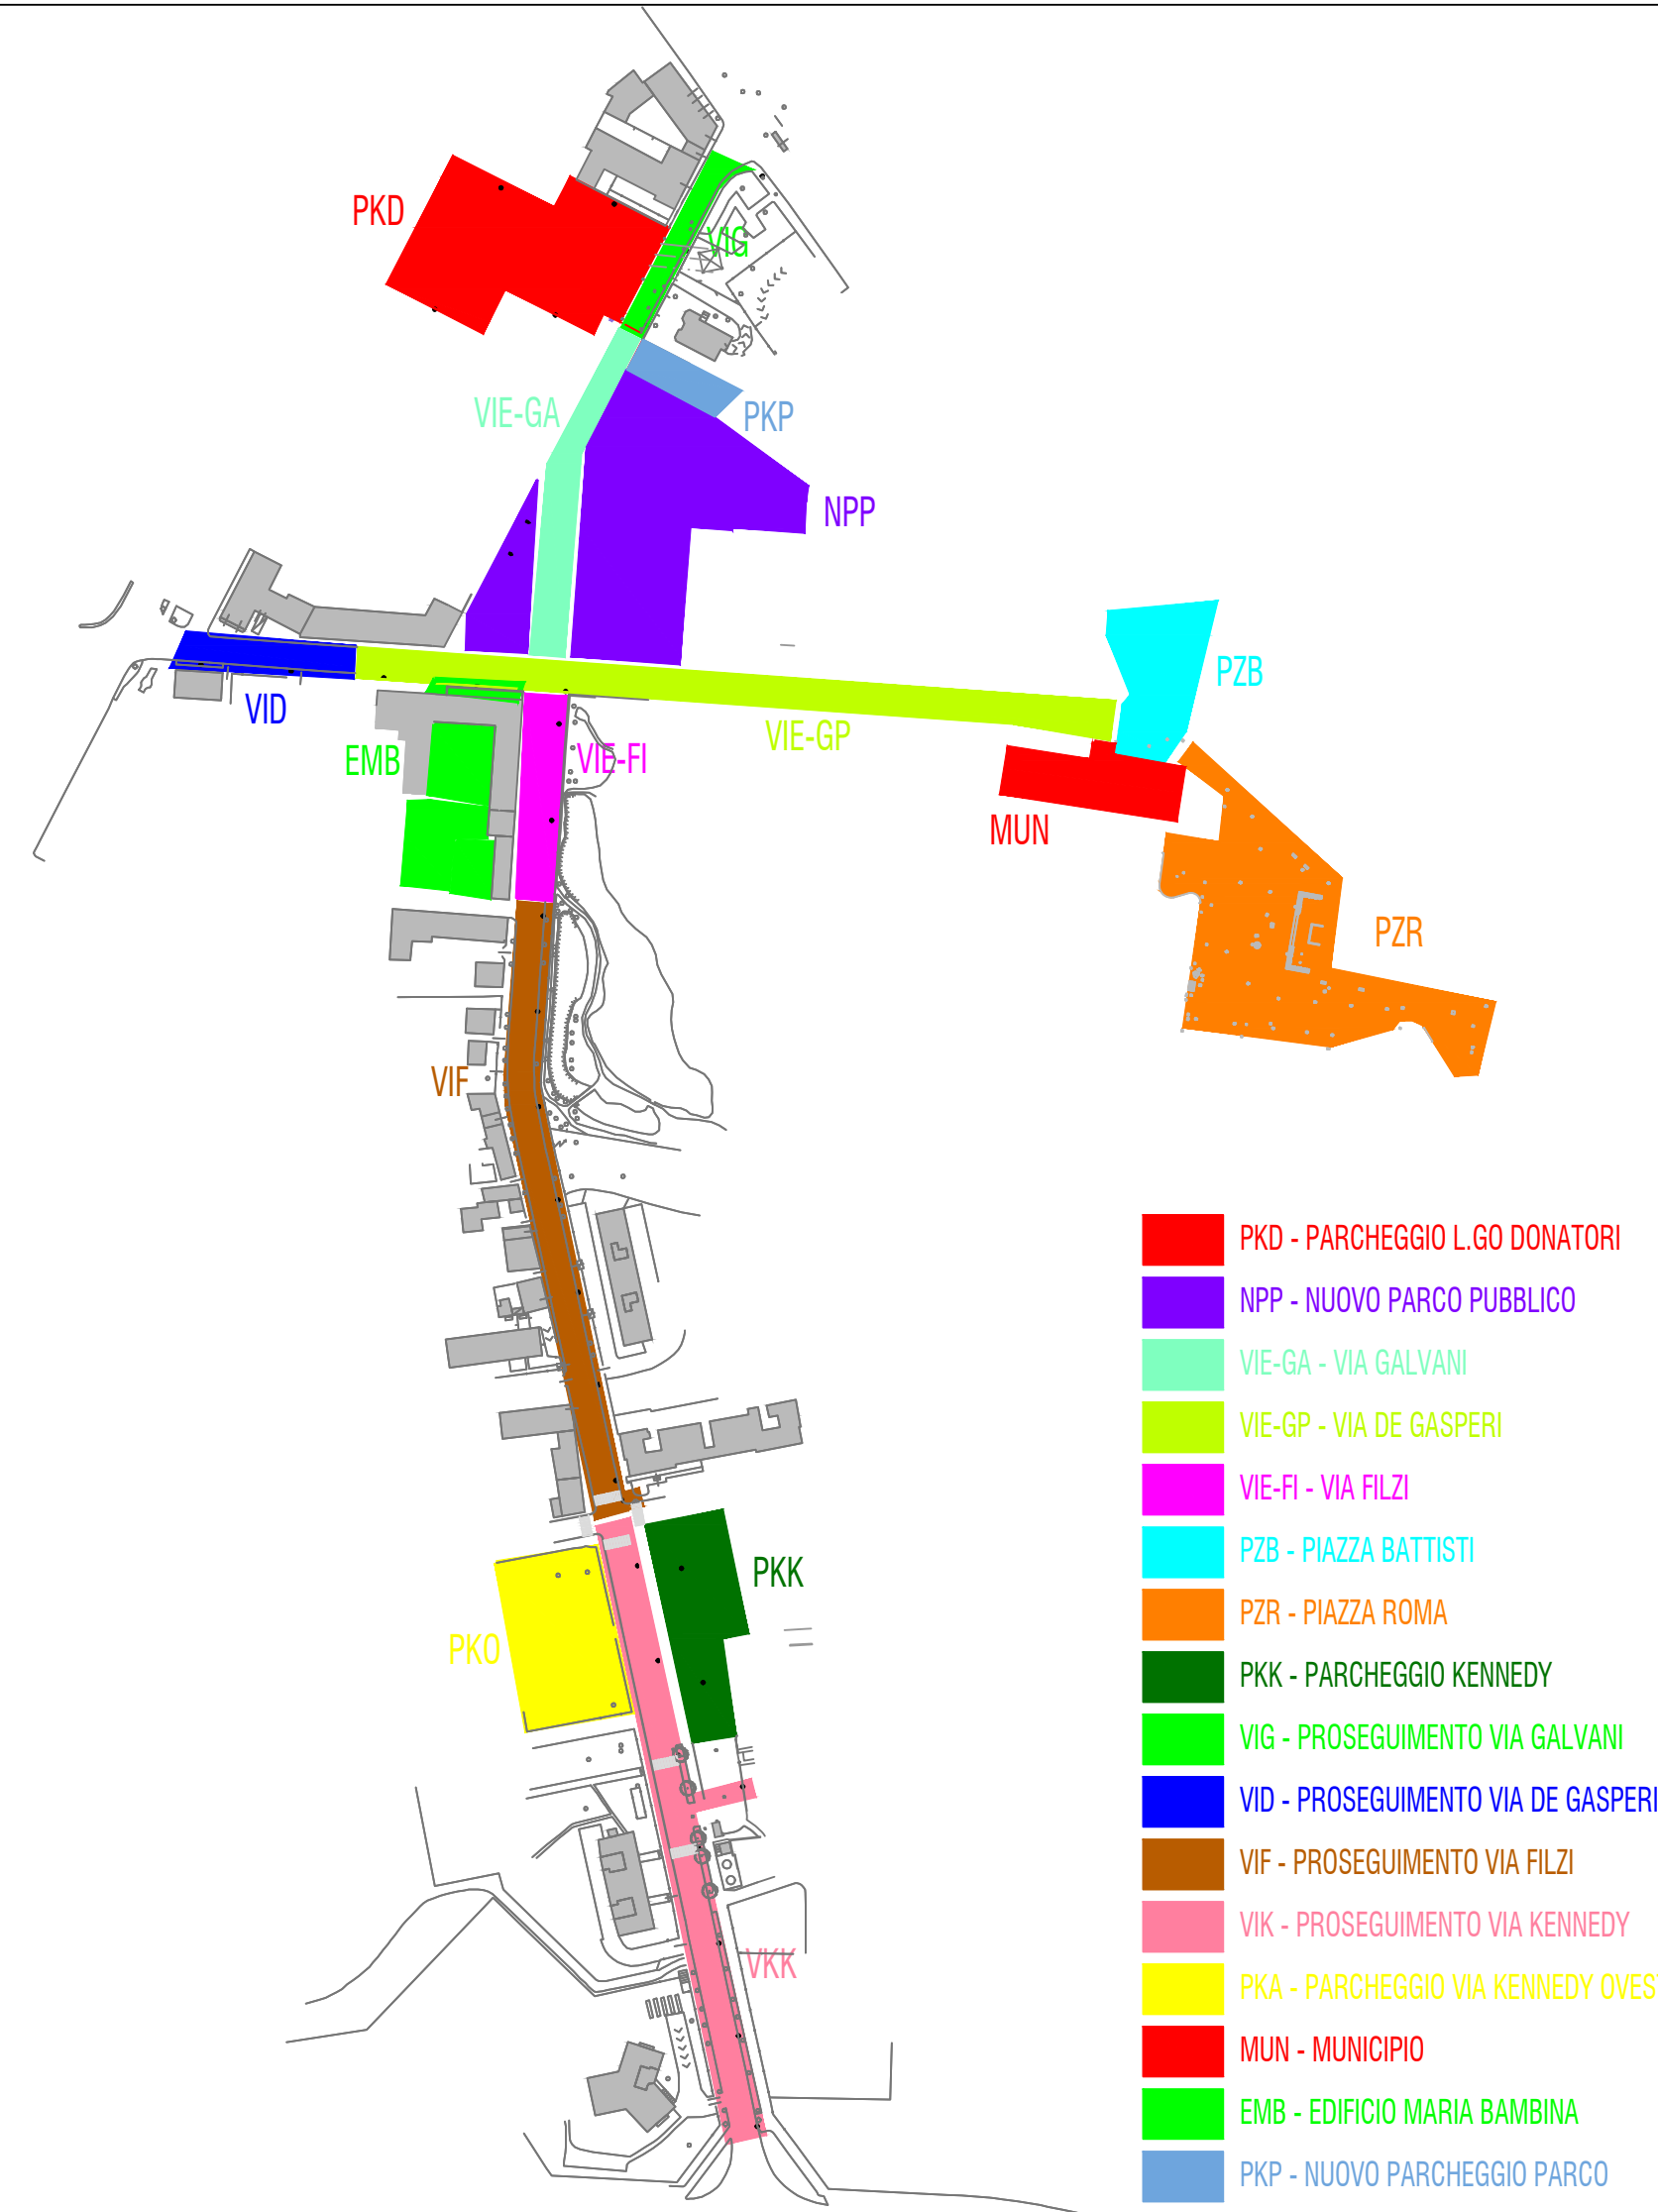 PKD
VIG
VIE-GA
PKP
NPP
PZB
VID
VIE-GP
EMB
VIE-FI
MUN
PZR
VIF
PKK
PKO
VKK
PKD - PARCHEGGIO L.GO DONATORI
NPP - NUOVO PARCO PUBBLICO
VIE-GA - VIA GALVANI
VIE-GP - VIA DE GASPERI
VIE-FI - VIA FILZI
PZB - PIAZZA BATTISTI
PZR - PIAZZA ROMA
PKK - PARCHEGGIO KENNEDY
VIG - PROSEGUIMENTO VIA GALVANI
VID - PROSEGUIMENTO VIA DE GASPERI
VIF - PROSEGUIMENTO VIA FILZI
VIK - PROSEGUIMENTO VIA KENNEDY
PKA - PARCHEGGIO VIA KENNEDY OVES
MUN - MUNICIPIO
EMB - EDIFICIO MARIA BAMBINA
PKP - NUOVO PARCHEGGIO PARCO